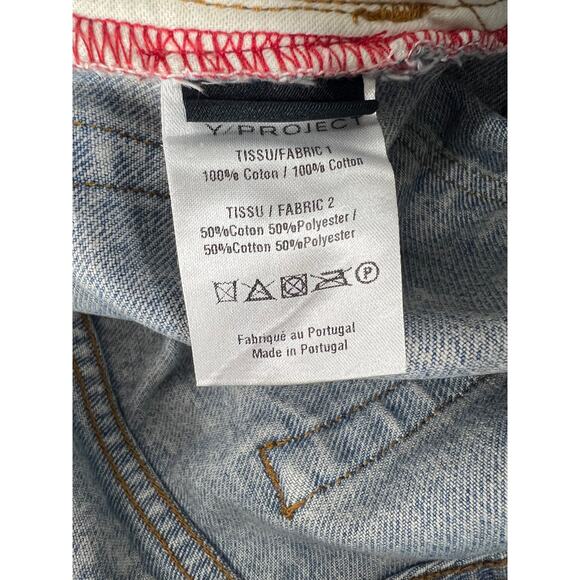 Y/PROJECT
TISSU/FABRIC 1
100% Coton / 100% Cotton
TISSU / FABRIC 2
50%Coton 50%Polyester /
50%Cotton 50%Polyester
P
Fabriqué au Portugal
Made in Portugal